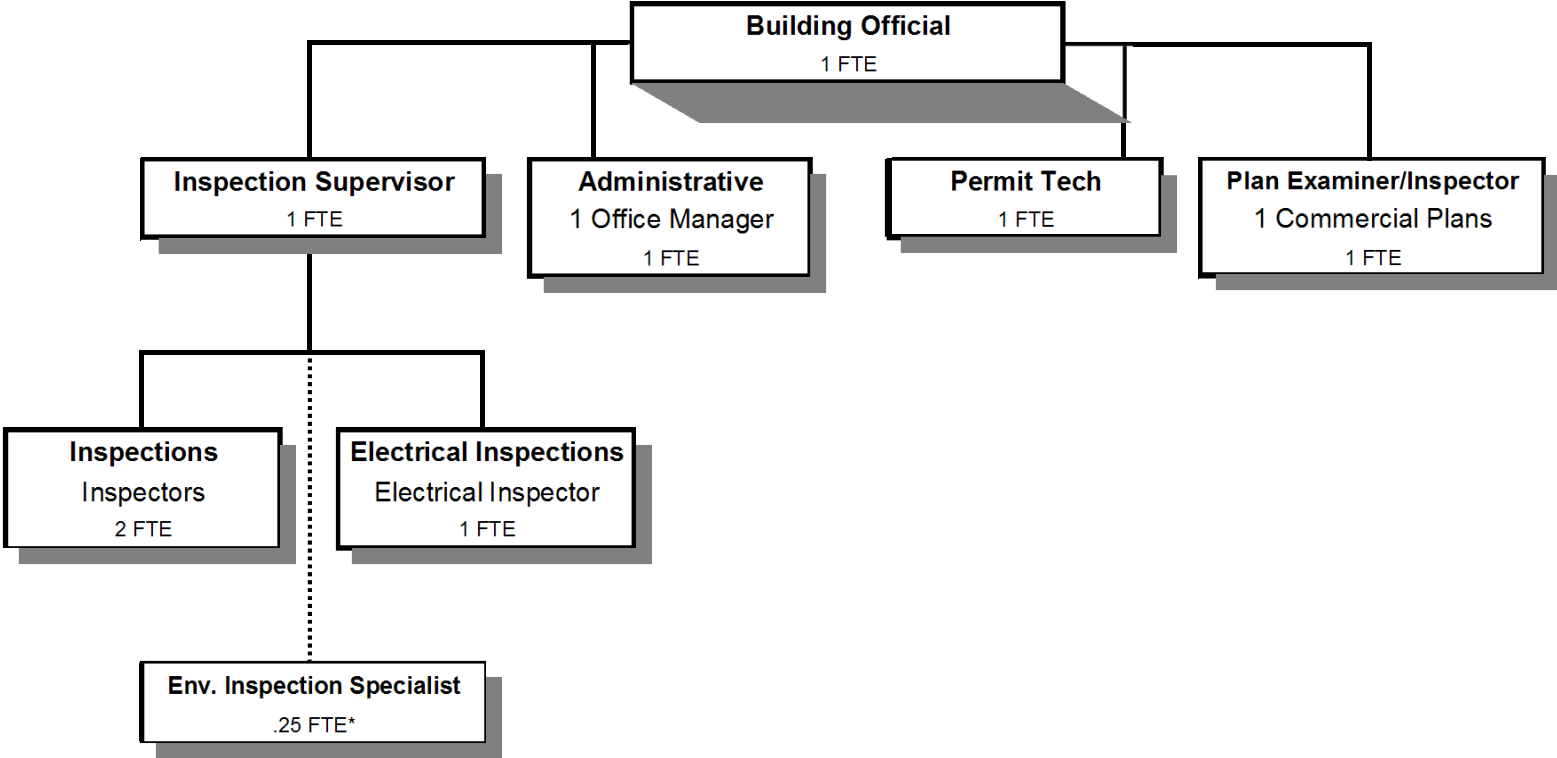 Building Official
1 FTE
Inspection Supervisor
1 FTE
Administrative
1 Office Manager
1 FTE
Permit Tech
1 FTE
Plan Examiner/Inspector
1 Commercial Plans
1 FTE
Inspections
Inspectors
2 FTE
Electrical Inspections
Electrical Inspector
1 FTE
Env. Inspection Specialist
.25 FTE*